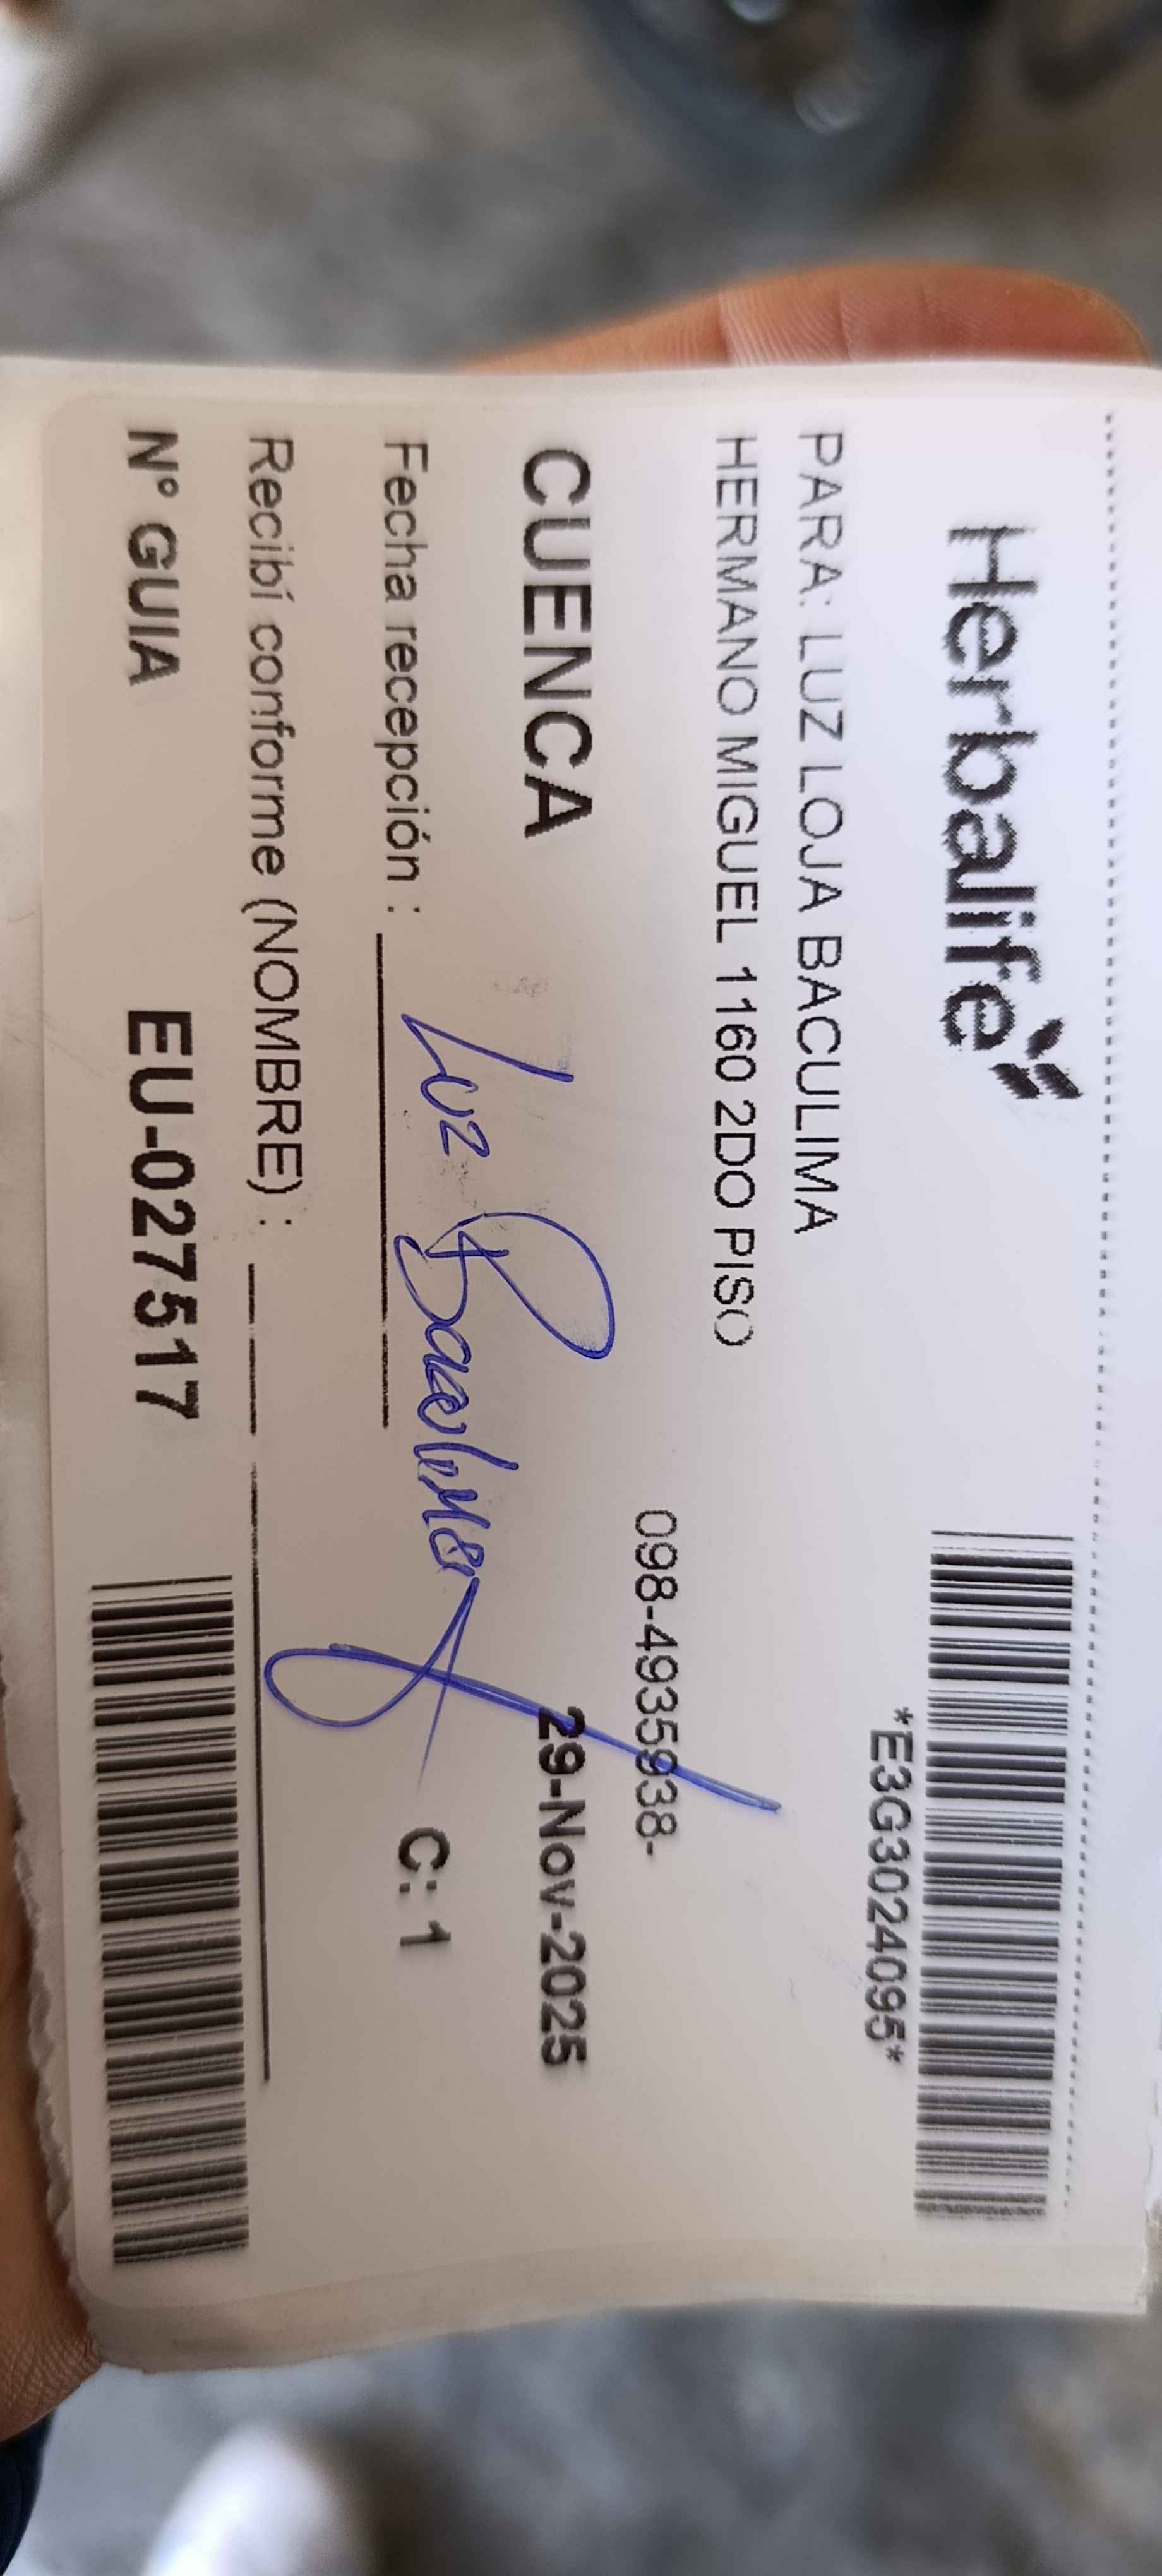 Herbalife
*E3G3024095*
PARA: LUZ LOJA BACULIMA
HERMANO MIGUEL 1160 2DO PISO
098-4935938-
CUENCA
29-Nov-2025
Luz Baculima
Fecha recepción :
C: 1
Recibí conforme (NOMBRE) :
Nº GUIA EU-027517